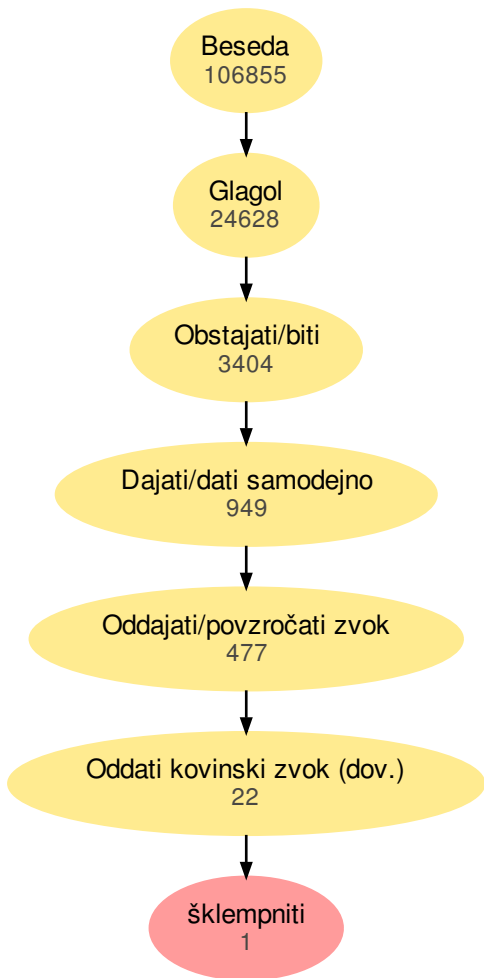 Beseda
106855
Glagol
24628
Obstajati/biti
3404
Dajati/dati samodejno
949
Oddajati/povzročati zvok
477
Oddati kovinski zvok (dov.)
22
šklempniti
1